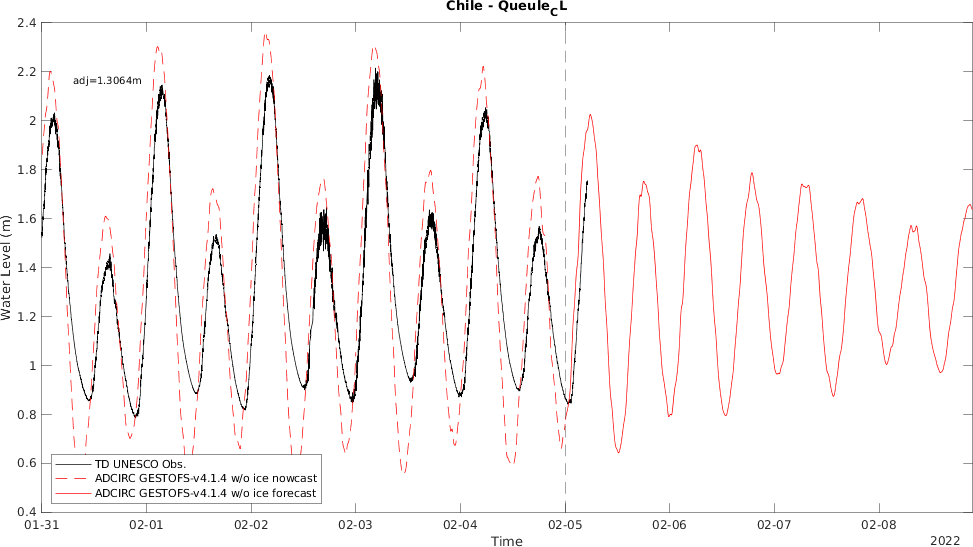 Chile - Queule_CL
2.4
2.2
adj=1.3064m
2
1.8
1.6
Water Level (m)
1.4
1.2
1
0.8
0.6
0.4
TD UNESCO Obs.
ADCIRC GESTOFS-v4.1.4 w/o ice nowcast
ADCIRC GESTOFS-v4.1.4 w/o ice forecast
01-31 02-01 02-02 02-03 02-04 02-05 02-06 02-07 02-08
Time 2022